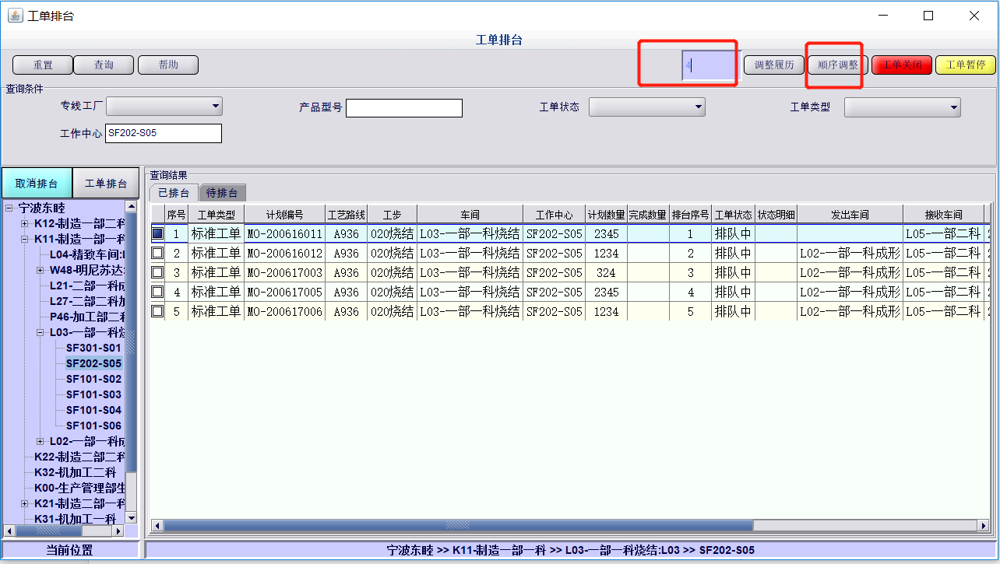 工单排台
工单排台
重置 查询 帮助 4 调整履历 顺序调整 工单关闭 工单暂停
查询条件
专线工厂 产品型号 工单状态 工单类型
工作中心 SF202-S05
取消排台 工单排台
宁波东睦
K12-制造一部二科
K11-制造一部一科
L04-精致车间:
W48-明尼苏达:
L21-二部一科
L27-二部二科
P46-加工部二
L03-一部一科
SF301-S01
SF202-S05
SF101-S02
SF101-S03
SF101-S04
SF101-S06
L02-一部一科
K22-制造二部二科
K32-机加工二科
K00-生产管理部
K21-制造二部一科
K31-机加工一科
当前位置
查询结果
已排台 待排台
序号 工单类型 计划编号 工艺路线 工步 车间 工作中心 计划数量 完成数量 排台序号 工单状态 状态明细 发出车间 接收车间
1 标准工单 MO-200616011 A936 020烧结 L03-一部一科烧结 SF202-S05 2345 1 排队中 L05-一部二科
2 标准工单 MO-200616012 A936 020烧结 L03-一部一科烧结 SF202-S05 1234 2 排队中 L02-一部一科成形 L05-一部二科
3 标准工单 MO-200617003 A936 020烧结 L03-一部一科烧结 SF202-S05 324 3 排队中 L02-一部一科成形 L05-一部二科
4 标准工单 MO-200617005 A936 020烧结 L03-一部一科烧结 SF202-S05 2345 4 排队中 L02-一部一科成形 L05-一部二科
5 标准工单 MO-200617006 A936 020烧结 L03-一部一科烧结 SF202-S05 1234 5 排队中 L02-一部一科成形 L05-一部二科
宁波东睦 >> K11-制造一部一科 >> L03-一部一科烧结:L03 >> SF202-S05